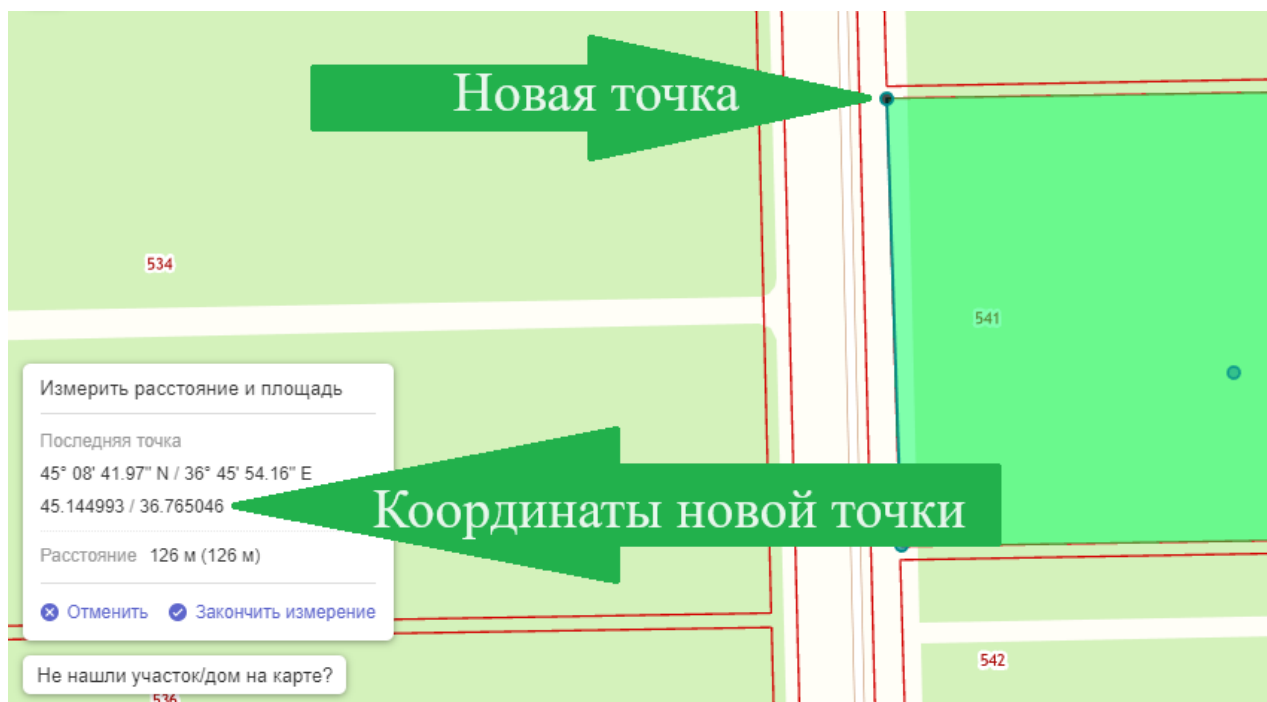 Новая точка
534
541
Измерить расстояние и площадь
Последняя точка
45° 08' 41.97" N / 36° 45' 54.16" E
45.144993 / 36.765046
Координаты новой точки
Расстояние 126 м (126 м)
Отменить Закончить измерение
542
Не нашли участок/дом на карте?
536